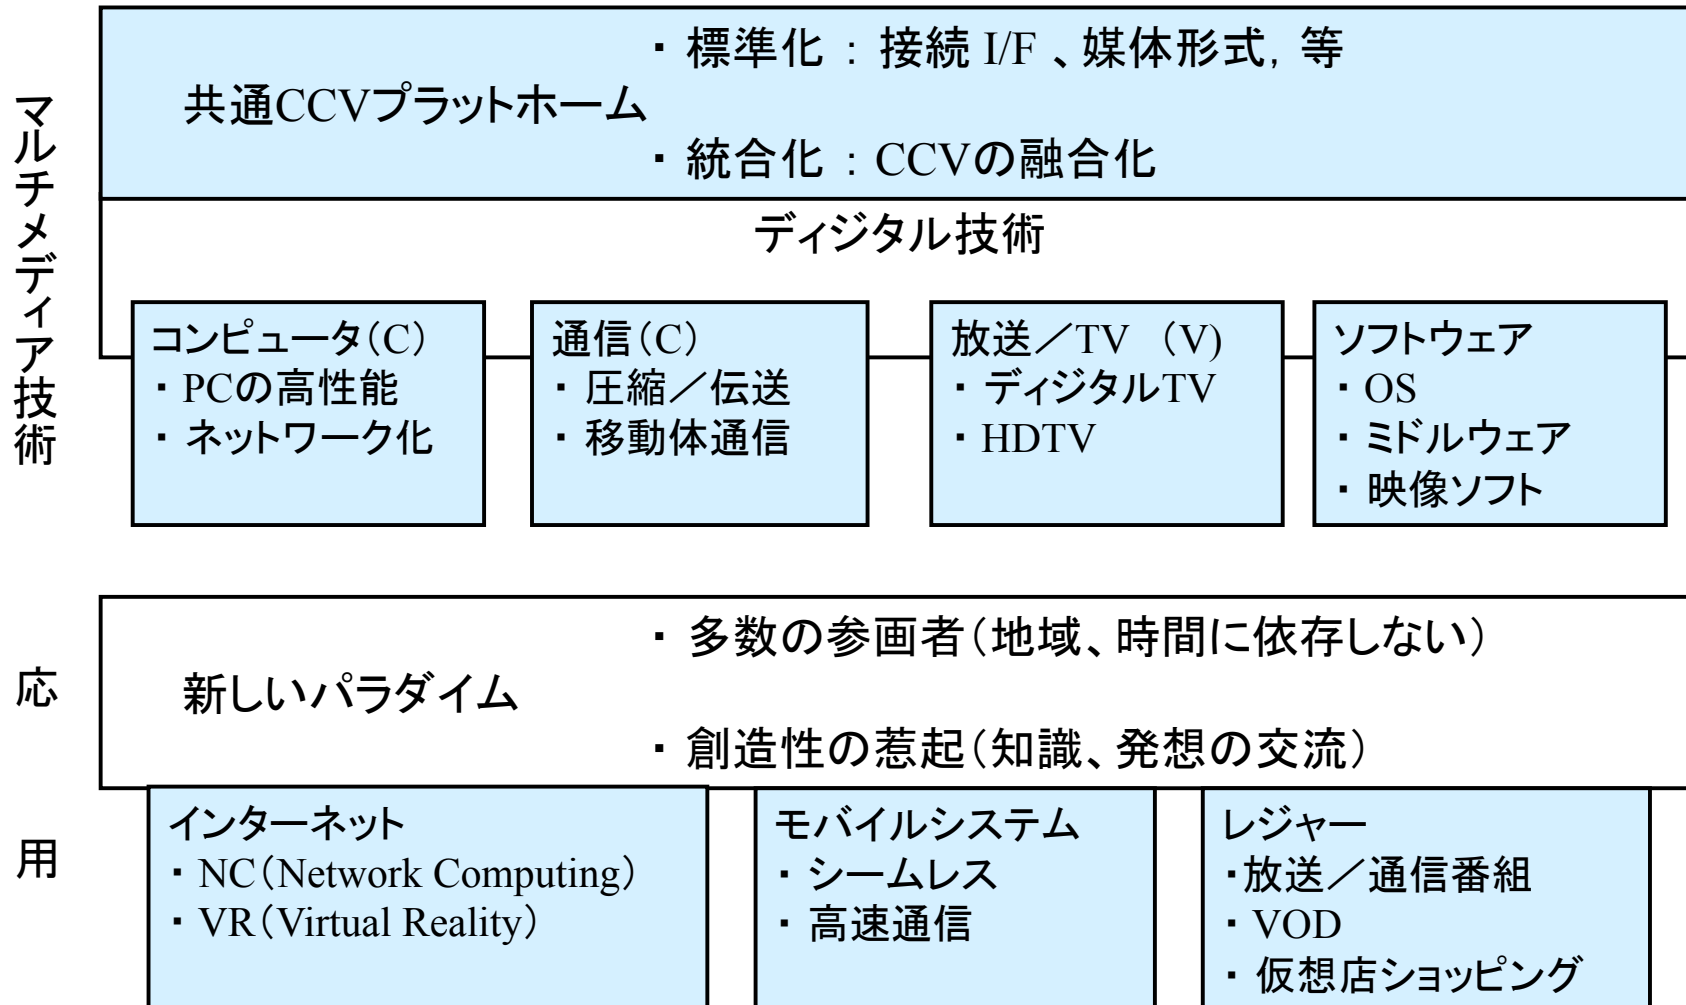 マルチメディア技術
・標準化 : 接続 I/F 、媒体形式, 等
共通CCVプラットホーム
・統合化 : CCVの融合化
ディジタル技術
コンピュータ(C)
・PCの高性能
・ネットワーク化
通信(C)
・圧縮／伝送
・移動体通信
放送／TV (V)
・ディジタルTV
・HDTV
ソフトウェア
・OS
・ミドルウェア
・映像ソフト
応用
・多数の参画者(地域、時間に依存しない)
新しいパラダイム
・創造性の惹起(知識、発想の交流)
インターネット
・NC(Network Computing)
・VR(Virtual Reality)
モバイルシステム
・シームレス
・高速通信
レジャー
・放送／通信番組
・VOD
・仮想店ショッピング